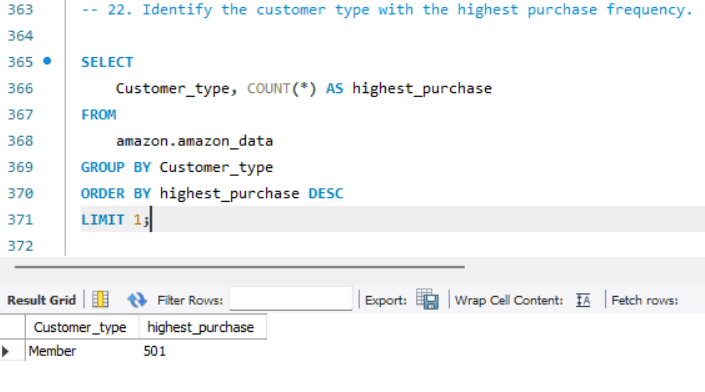 363 -- 22. Identify the customer type with the highest purchase frequency.
364
365 SELECT
366 Customer_type, COUNT(*) AS highest_purchase
367 FROM
368 amazon.amazon_data
369 GROUP BY Customer_type
370 ORDER BY highest_purchase DESC
371 LIMIT 1;
372
Result Grid Filter Rows: Export: Wrap Cell Content: IA Fetch rows:
Customer_type highest_purchase
Member 501